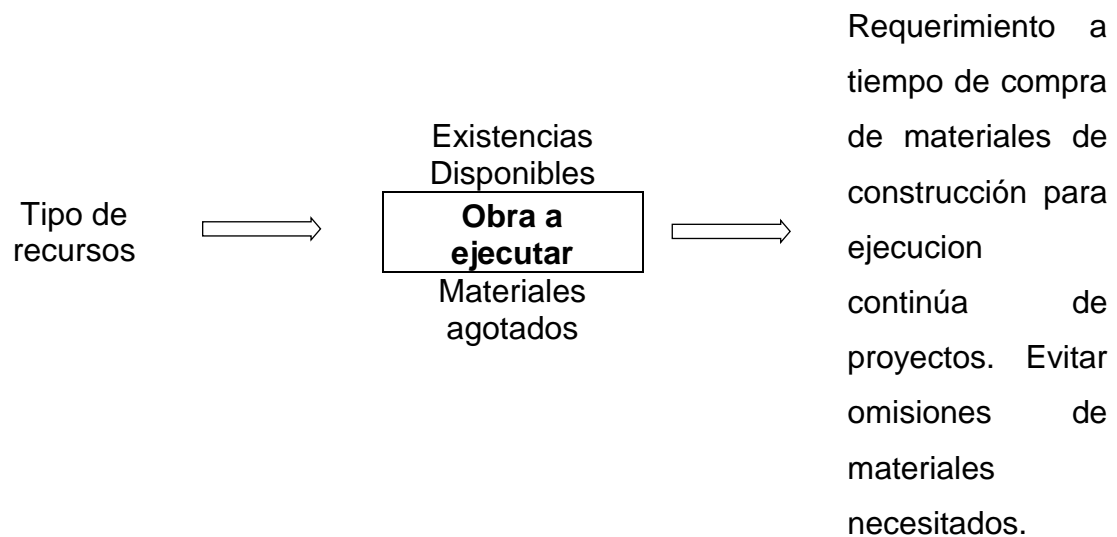 Tipo de
recursos
Existencias
Disponibles
Obra a
ejecutar
Materiales
agotados
Requerimiento a
tiempo de compra
de materiales de
construcción para
ejecucion
continúa de
proyectos. Evitar
omisiones de
materiales
necesitados.